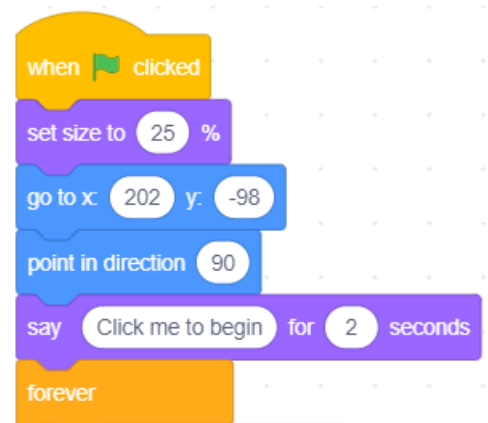 when clicked
set size to 25 %
go to x: 202 y: -98
point in direction 90
say Click me to begin for 2 seconds
forever